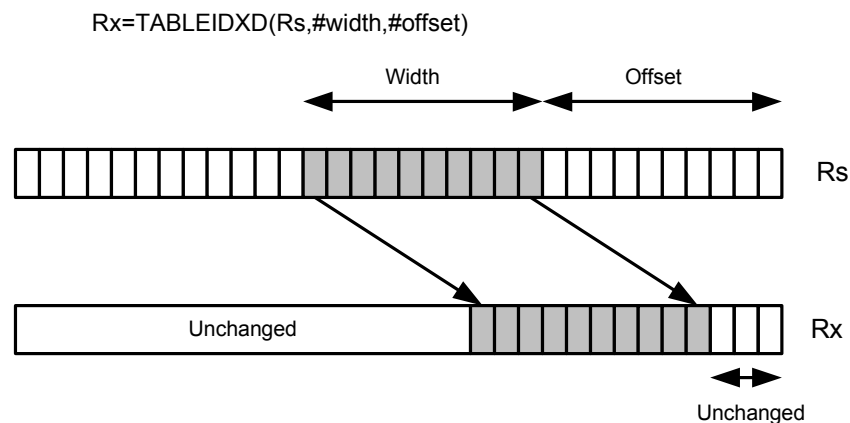 Rx=TABLEIDXD(Rs,#width,#offset)
Width
Offset
Rs
Unchanged
Rx
Unchanged